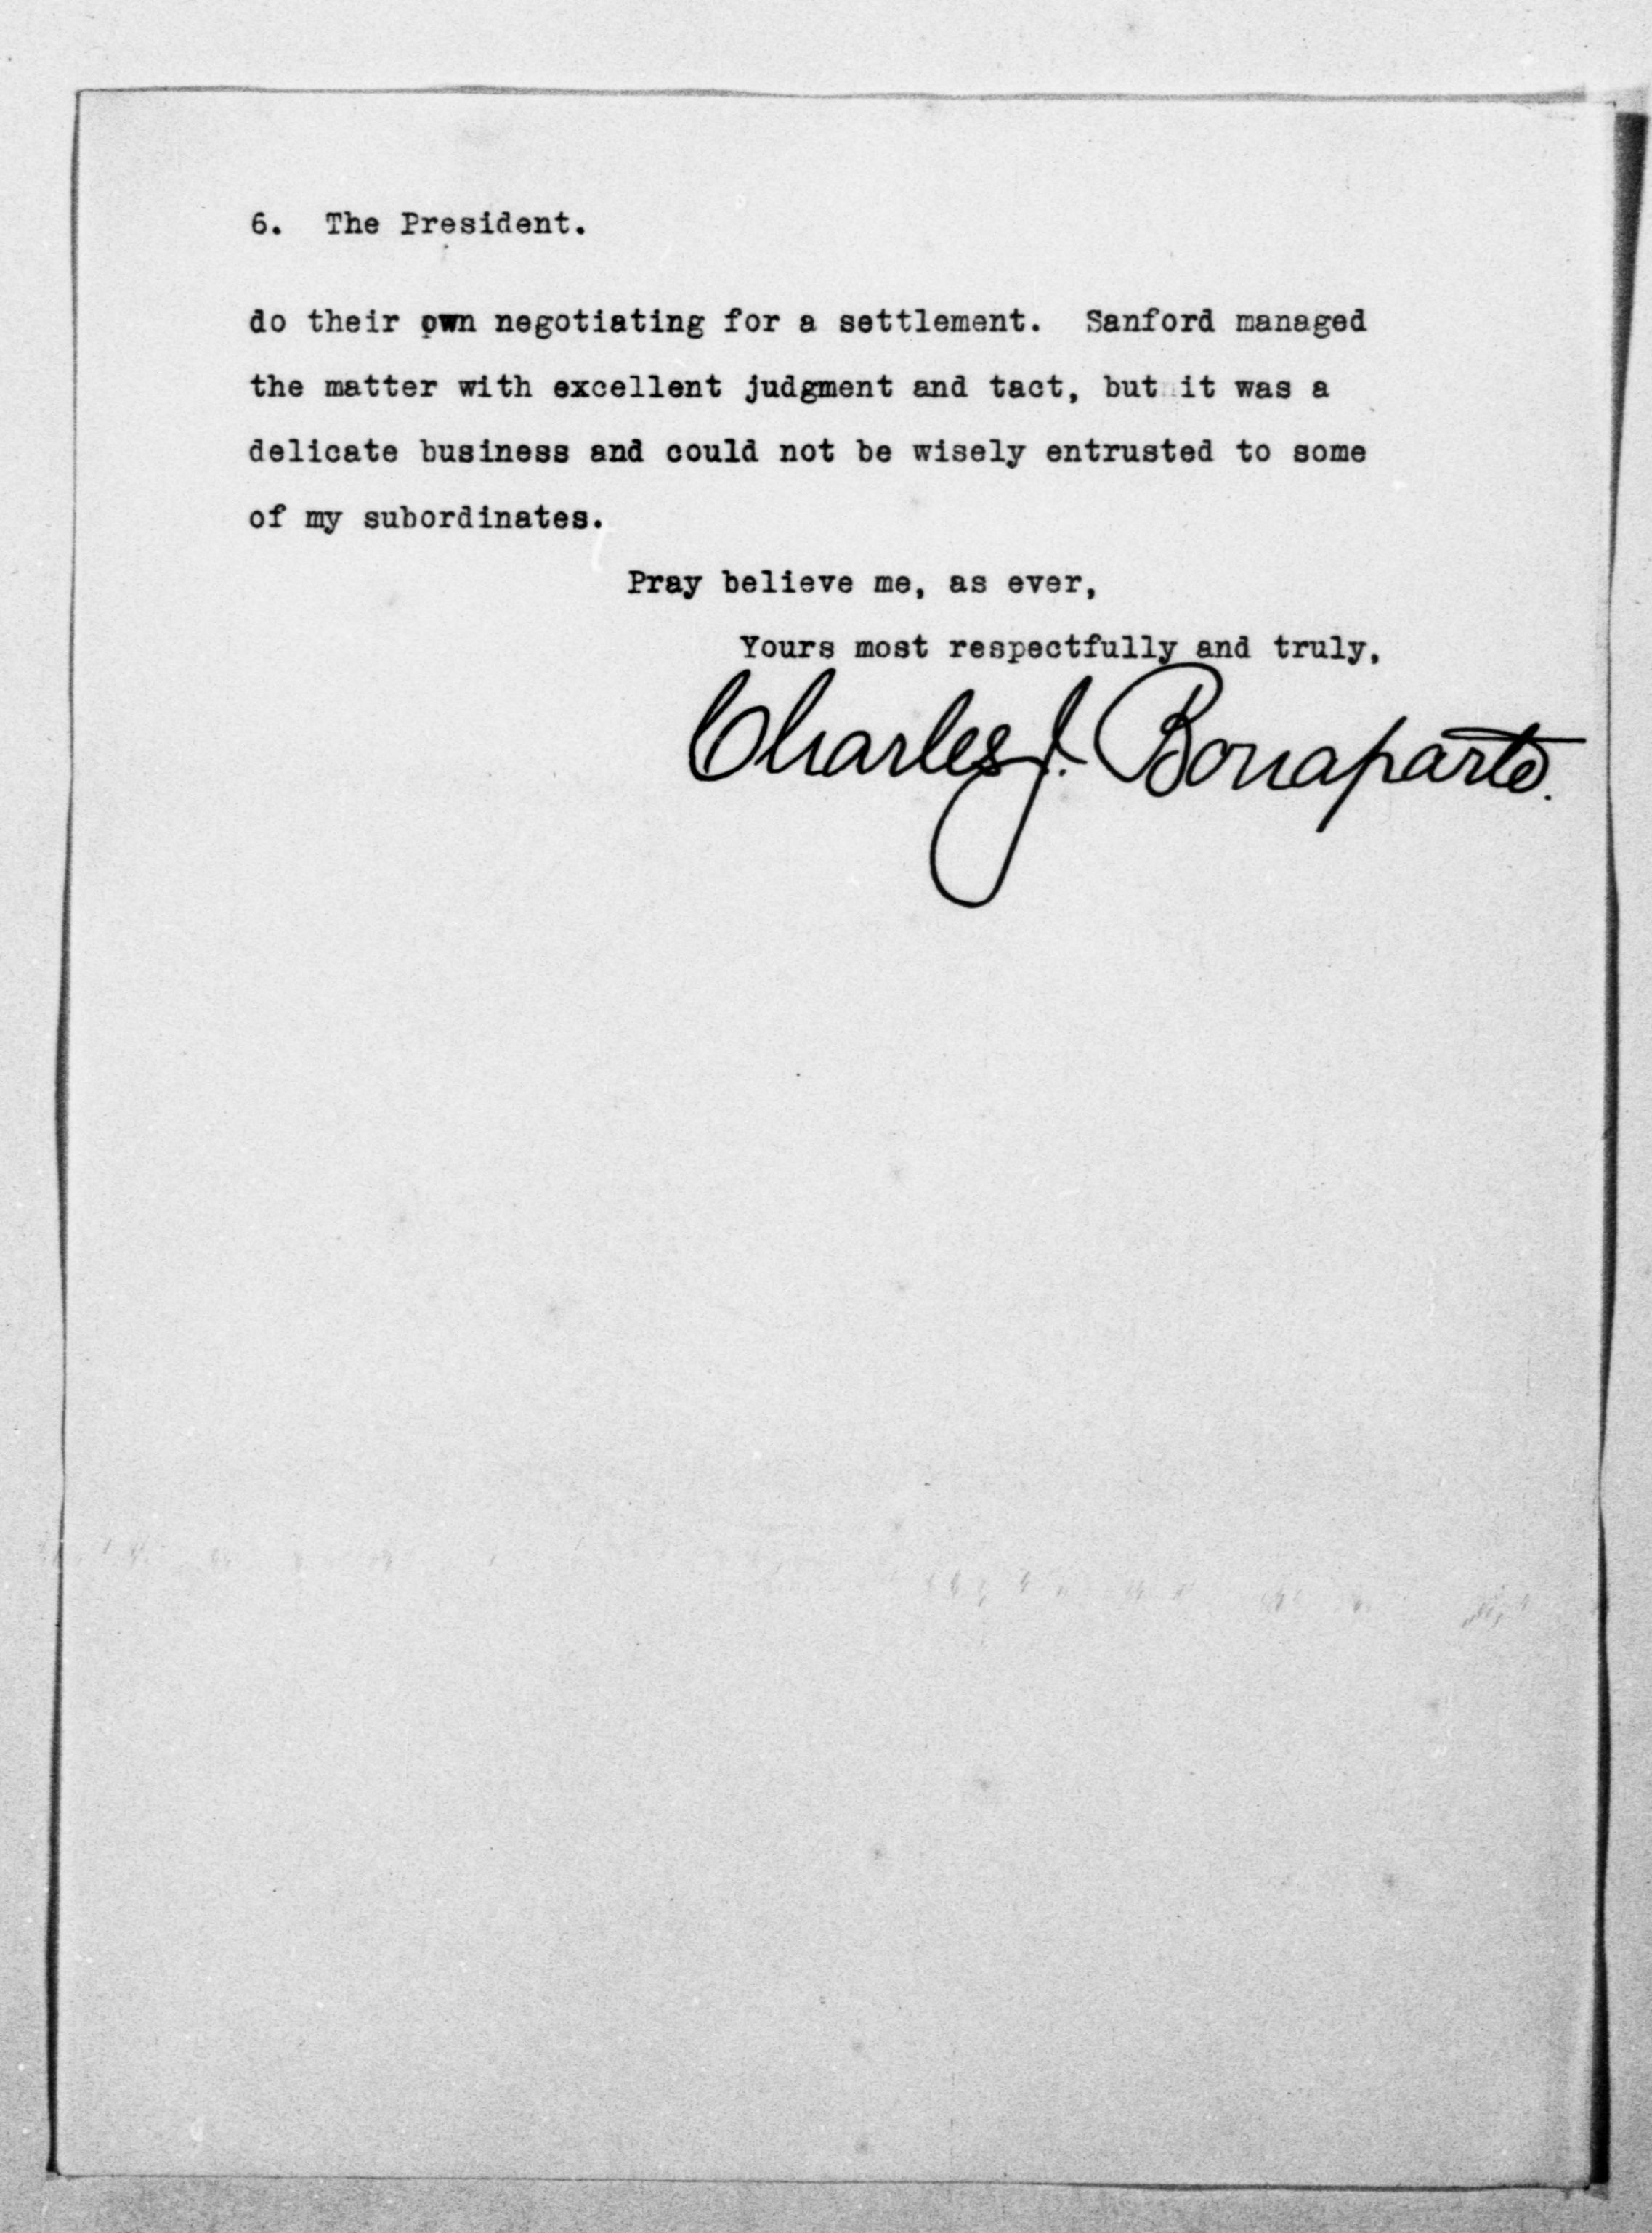 6. The President.
do their own negotiating for a settlement. Sanford managed
the matter with excellent judgment and tact, but it was a
delicate business and could not be wisely entrusted to some
of my subordinates.
Pray believe me, as ever,
Yours most respectfully and truly,
Charles J. Bonaparte.